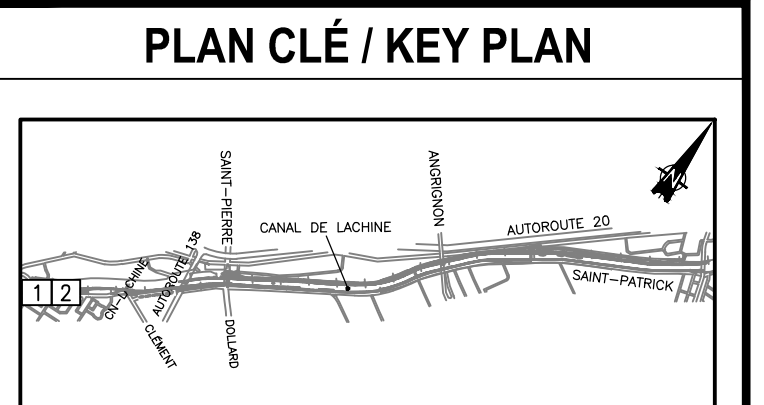 PLAN CLÉ / KEY PLAN
N
SAINT-PIERRE
ANGRIGNON
CANAL DE LACHINE
AUTOROUTE 20
AUTOROUTE 138
CN-LACHINE
SAINT-PATRICK
1 2
CLÉMENT
DOLLARD